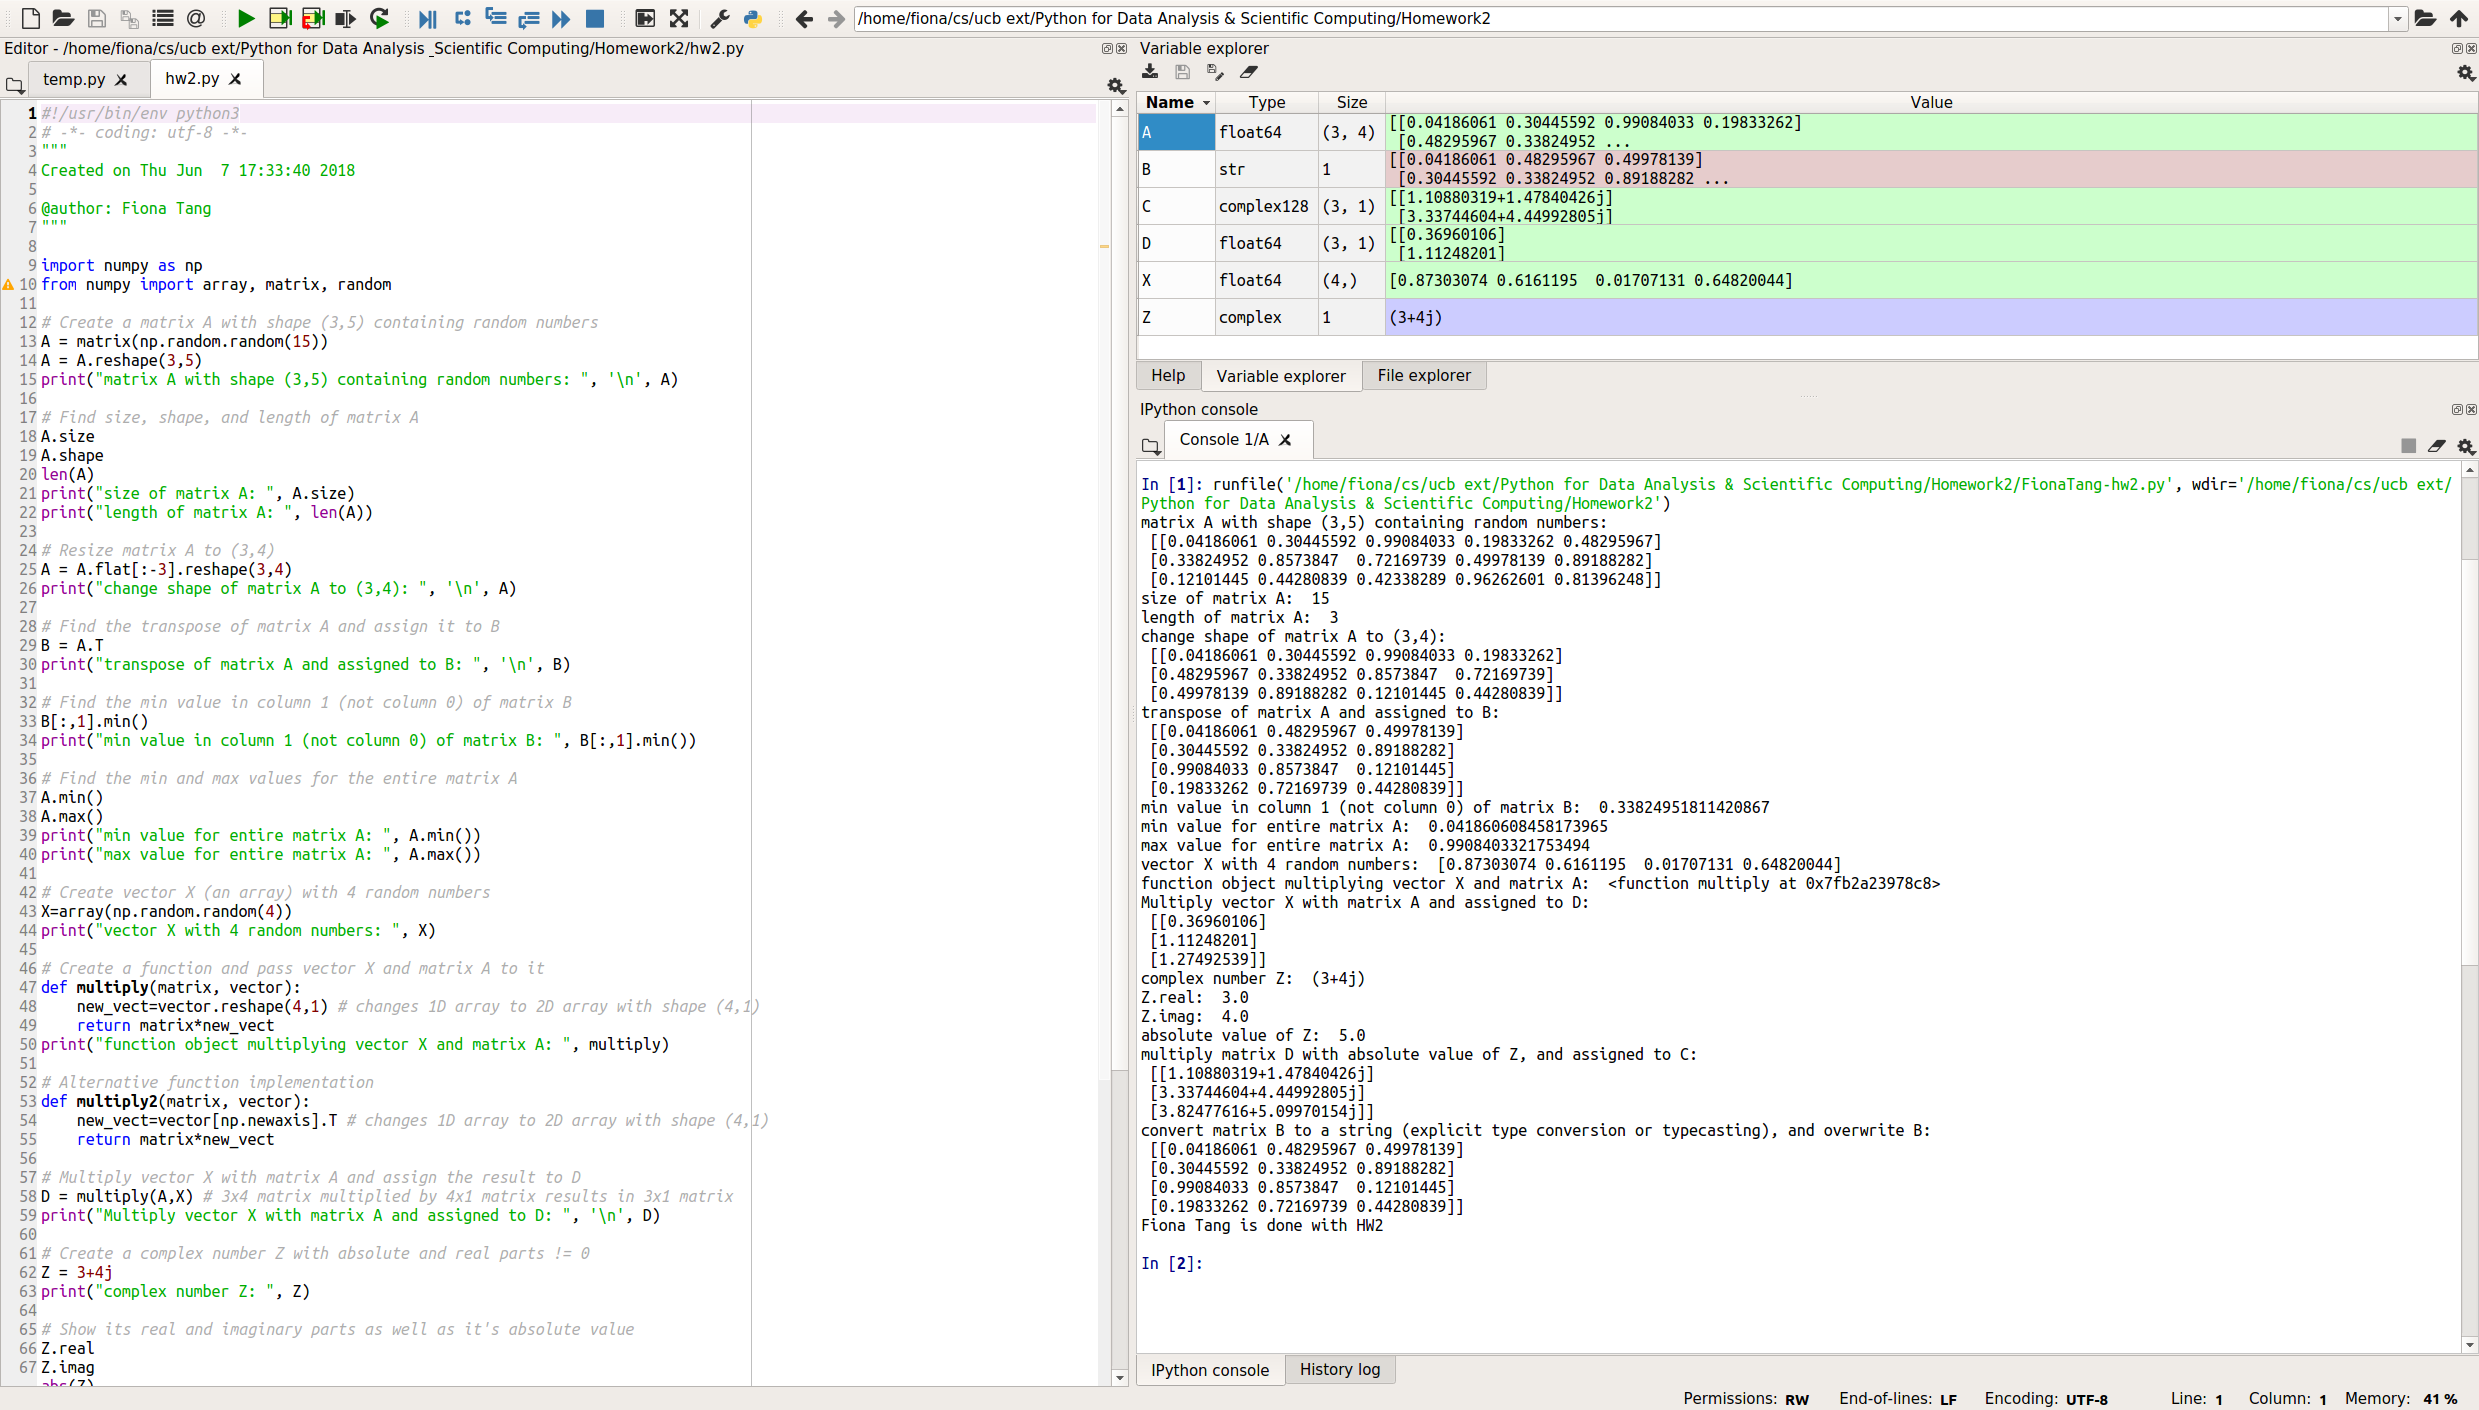 /home/fiona/cs/ucb ext/Python for Data Analysis & Scientific Computing/Homework2
Editor - /home/fiona/cs/ucb ext/Python for Data Analysis _Scientific Computing/Homework2/hw2.py
temp.py
hw2.py
1 #!/usr/bin/env python3
2 # -*- coding: utf-8 -*-
3 """
4 Created on Thu Jun  7 17:33:40 2018
5
6 @author: Fiona Tang
7 """
8
9 import numpy as np
10 from numpy import array, matrix, random
11
12 # Create a matrix A with shape (3,5) containing random numbers
13 A = matrix(np.random.random(15))
14 A = A.reshape(3,5)
15 print("matrix A with shape (3,5) containing random numbers: ", '\n', A)
16
17 # Find size, shape, and length of matrix A
18 A.size
19 A.shape
20 len(A)
21 print("size of matrix A: ", A.size)
22 print("length of matrix A: ", len(A))
23
24 # Resize matrix A to (3,4)
25 A = A.flat[:-3].reshape(3,4)
26 print("change shape of matrix A to (3,4): ", '\n', A)
27
28 # Find the transpose of matrix A and assign it to B
29 B = A.T
30 print("transpose of matrix A and assigned to B: ", '\n', B)
31
32 # Find the min value in column 1 (not column 0) of matrix B
33 B[:,1].min()
34 print("min value in column 1 (not column 0) of matrix B: ", B[:,1].min())
35
36 # Find the min and max values for the entire matrix A
37 A.min()
38 A.max()
39 print("min value for entire matrix A: ", A.min())
40 print("max value for entire matrix A: ", A.max())
41
42 # Create vector X (an array) with 4 random numbers
43 X=array(np.random.random(4))
44 print("vector X with 4 random numbers: ", X)
45
46 # Create a function and pass vector X and matrix A to it
47 def multiply(matrix, vector):
48     new_vect=vector.reshape(4,1) # changes 1D array to 2D array with shape (4,1)
49     return matrix*new_vect
50 print("function object multiplying vector X and matrix A: ", multiply)
51
52 # Alternative function implementation
53 def multiply2(matrix, vector):
54     new_vect=vector[np.newaxis].T # changes 1D array to 2D array with shape (4,1)
55     return matrix*new_vect
56
57 # Multiply vector X with matrix A and assign the result to D
58 D = multiply(A,X) # 3x4 matrix multiplied by 4x1 matrix results in 3x1 matrix
59 print("Multiply vector X with matrix A and assigned to D: ", '\n', D)
60
61 # Create a complex number Z with absolute and real parts != 0
62 Z = 3+4j
63 print("complex number Z: ", Z)
64
65 # Show its real and imaginary parts as well as it's absolute value
66 Z.real
67 Z.imag
abs(Z)
Variable explorer
Name Type Size Value
A float64 (3, 4) [[0.04186061 0.30445592 0.99084033 0.19833262]
[0.48295967 0.33824952 ...
B str 1 [[0.04186061 0.48295967 0.49978139]
[0.30445592 0.33824952 0.89188282 ...
C complex128 (3, 1) [[1.10880319+1.47840426j]
[3.33744604+4.44992805j]
D float64 (3, 1) [[0.36960106]
[1.11248201]
X float64 (4,) [0.87303074 0.6161195  0.01707131 0.64820044]
Z complex 1 (3+4j)
Help Variable explorer File explorer
IPython console
Console 1/A
In [1]: runfile('/home/fiona/cs/ucb ext/Python for Data Analysis & Scientific Computing/Homework2/FionaTang-hw2.py', wdir='/home/fiona/cs/ucb ext/
Python for Data Analysis & Scientific Computing/Homework2')
matrix A with shape (3,5) containing random numbers:
[[0.04186061 0.30445592 0.99084033 0.19833262 0.48295967]
[0.33824952 0.8573847  0.72169739 0.49978139 0.89188282]
[0.12101445 0.44280839 0.42338289 0.96262601 0.81396248]]
size of matrix A:  15
length of matrix A:  3
change shape of matrix A to (3,4):
[[0.04186061 0.30445592 0.99084033 0.19833262]
[0.48295967 0.33824952 0.8573847  0.72169739]
[0.49978139 0.89188282 0.12101445 0.44280839]]
transpose of matrix A and assigned to B:
[[0.04186061 0.48295967 0.49978139]
[0.30445592 0.33824952 0.89188282]
[0.99084033 0.8573847  0.12101445]
[0.19833262 0.72169739 0.44280839]]
min value in column 1 (not column 0) of matrix B:  0.33824951811420867
min value for entire matrix A:  0.041860608458173965
max value for entire matrix A:  0.9908403321753494
vector X with 4 random numbers:  [0.87303074 0.6161195  0.01707131 0.64820044]
function object multiplying vector X and matrix A:  <function multiply at 0x7fb2a23978c8>
Multiply vector X with matrix A and assigned to D:
[[0.36960106]
[1.11248201]
[1.27492539]]
complex number Z:  (3+4j)
Z.real:  3.0
Z.imag:  4.0
absolute value of Z:  5.0
multiply matrix D with absolute value of Z, and assigned to C:
[[1.10880319+1.47840426j]
[3.33744604+4.44992805j]
[3.82477616+5.09970154j]]
convert matrix B to a string (explicit type conversion or typecasting), and overwrite B:
[[0.04186061 0.48295967 0.49978139]
[0.30445592 0.33824952 0.89188282]
[0.99084033 0.8573847  0.12101445]
[0.19833262 0.72169739 0.44280839]]
Fiona Tang is done with HW2
In [2]:
IPython console History log
Permissions: RW End-of-lines: LF Encoding: UTF-8 Line: 1 Column: 1 Memory: 41 %